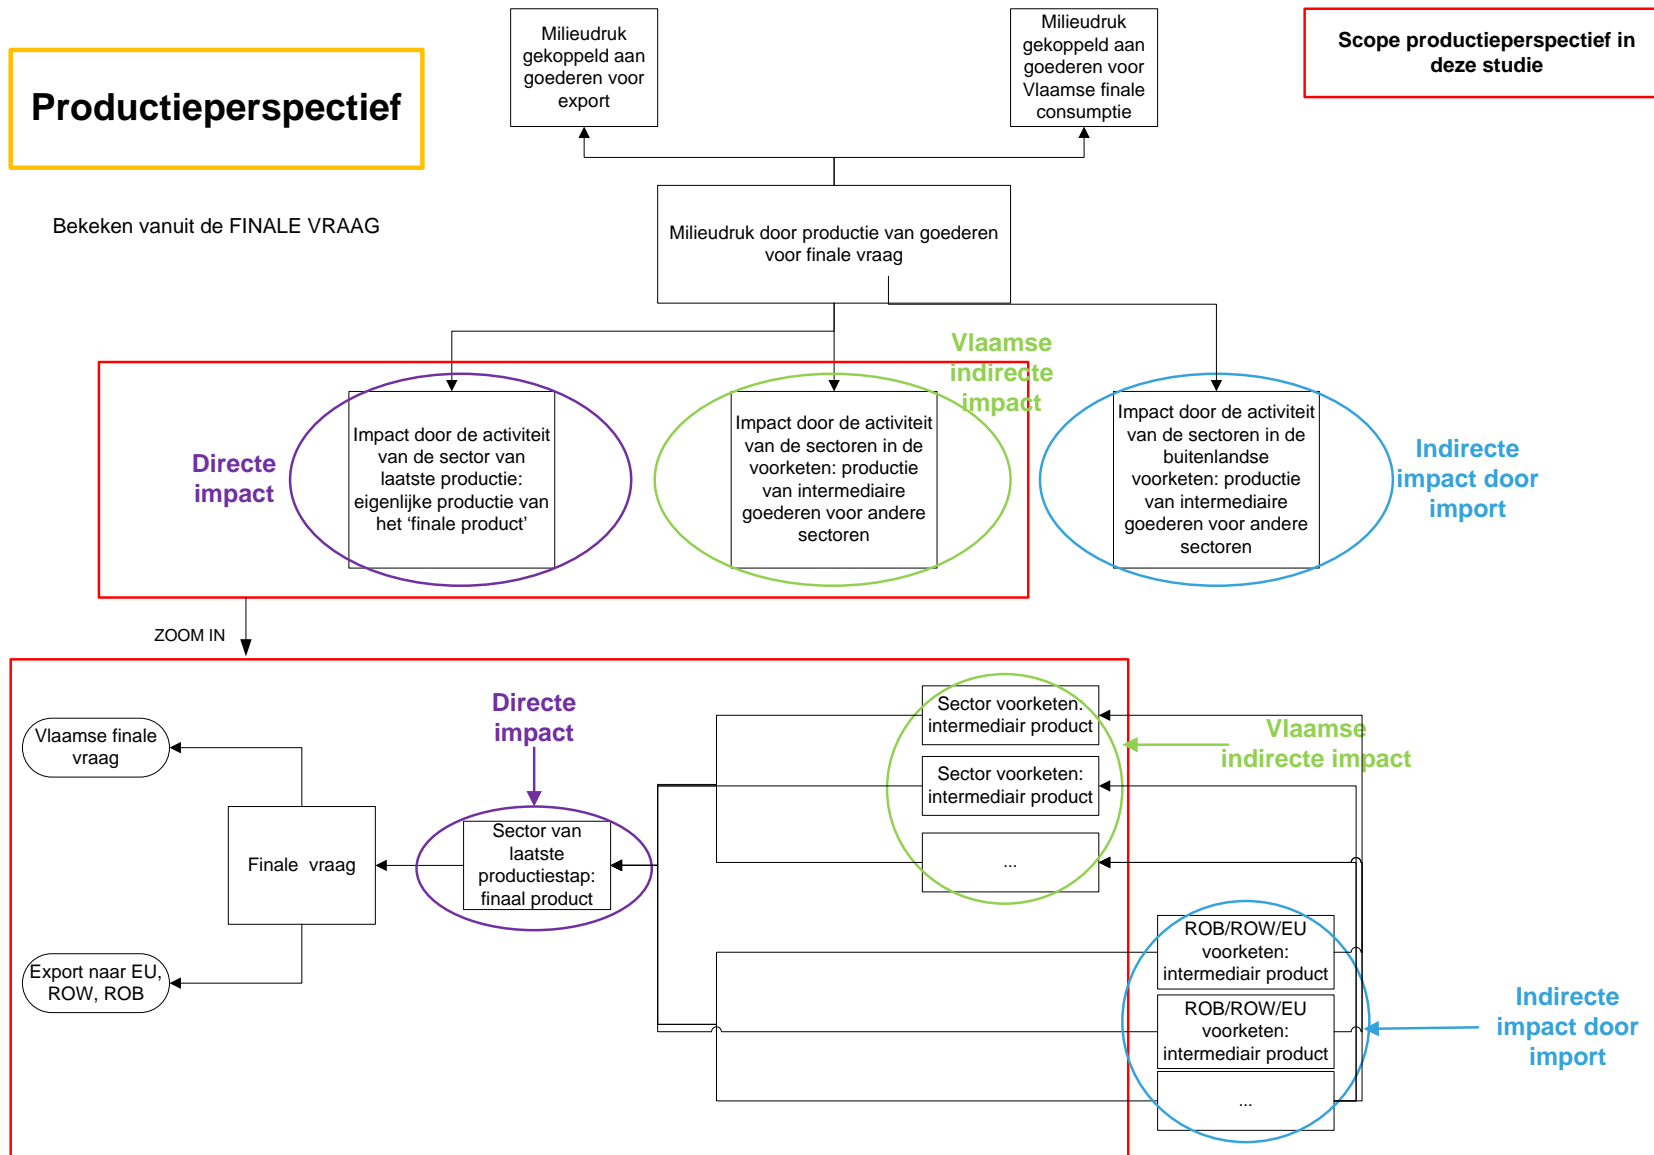 Milieudruk
gekoppeld aan
goederen voor
export
Milieudruk
gekoppeld aan
goederen voor
Vlaamse finale
consumptie
Scope productieperspectief in
deze studie
Productieperspectief
Bekeken vanuit de FINALE VRAAG
Milieudruk door productie van goederen
voor finale vraag
Directe
impact
Impact door de activiteit
van de sector van
laatste productie:
eigenlijke productie van
het ‘finale product’
Vlaamse
indirecte
impact
Impact door de activiteit
van de sectoren in de
voorketen: productie
van intermediaire
goederen voor andere
sectoren
Impact door de activiteit
van de sectoren in de
buitenlandse
voorketen: productie
van intermediaire
goederen voor andere
sectoren
Indirecte
impact door
import
ZOOM IN
Vlaamse finale
vraag
Finale vraag
Export naar EU,
ROW, ROB
Directe
impact
Sector van
laatste
productiestap:
finaal product
Sector voorketen:
intermediair product
Sector voorketen:
intermediair product
...
Vlaamse
indirecte impact
ROB/ROW/EU
voorketen:
intermediair product
ROB/ROW/EU
voorketen:
intermediair product
...
Indirecte
impact door
import